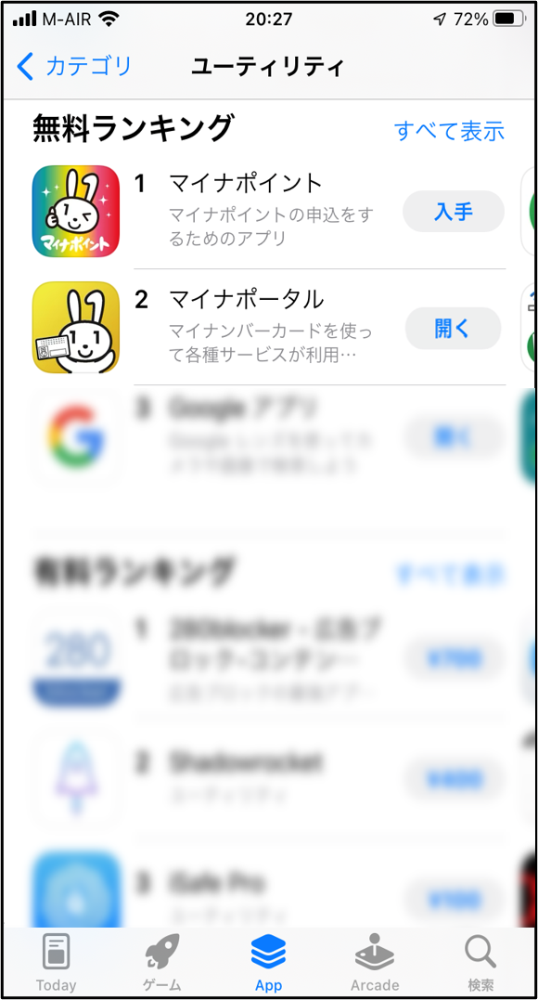 M-AIR 20:27 72%
カテゴリ ユーティリティ
無料ランキング すべて表示
1 マイナポイント
マイナポイントの申込をするためのアプリ
入手
マイナポイント
2 マイナポータル
マイナンバーカードを使って各種サービスが利用…
開く
3 Google アプリ
開く
有料ランキング すべて表示
1 280blocker - 広告ブ
ロック-コンテン…
280
¥700
2 Shadowrocket
ユーティリティ
¥400
3 iSafe Pro
ユーティリティ
¥100
Today ゲーム App Arcade 検索